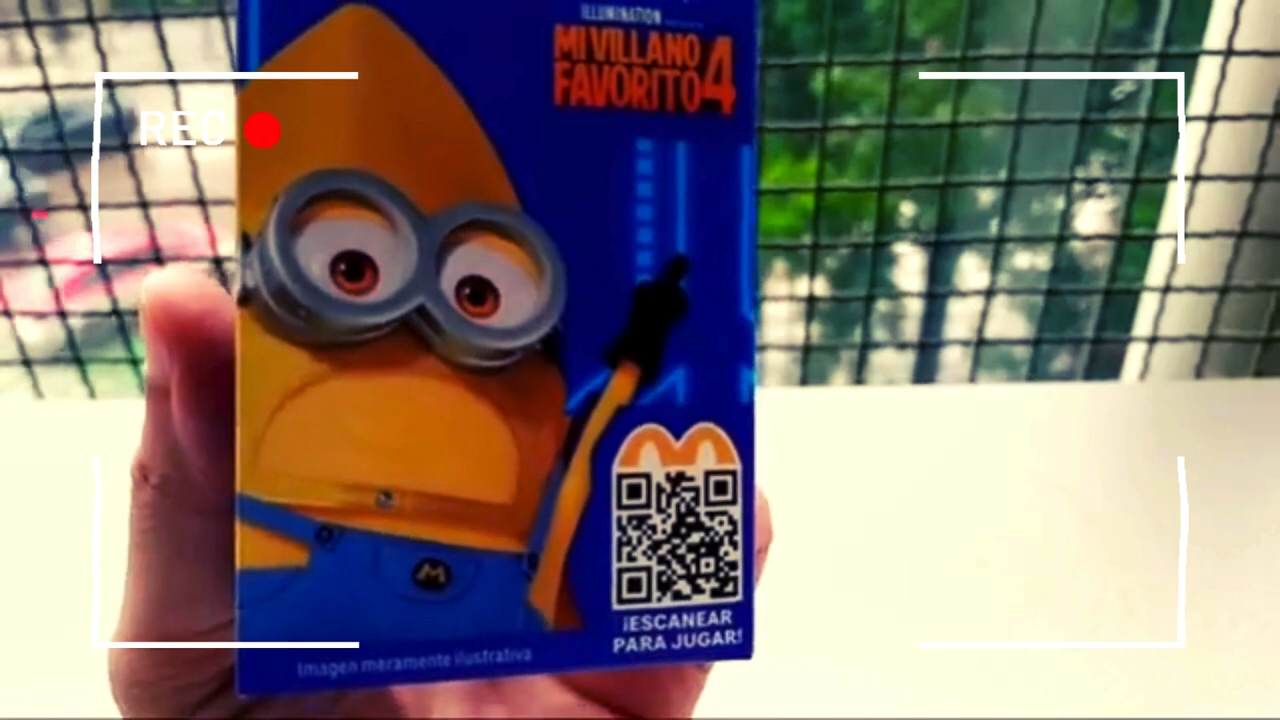 ILLUMINATION
MI VILLANO
FAVORITO 4
REC
¡ESCANEAR
PARA JUGAR!
Imagen meramente ilustrativa